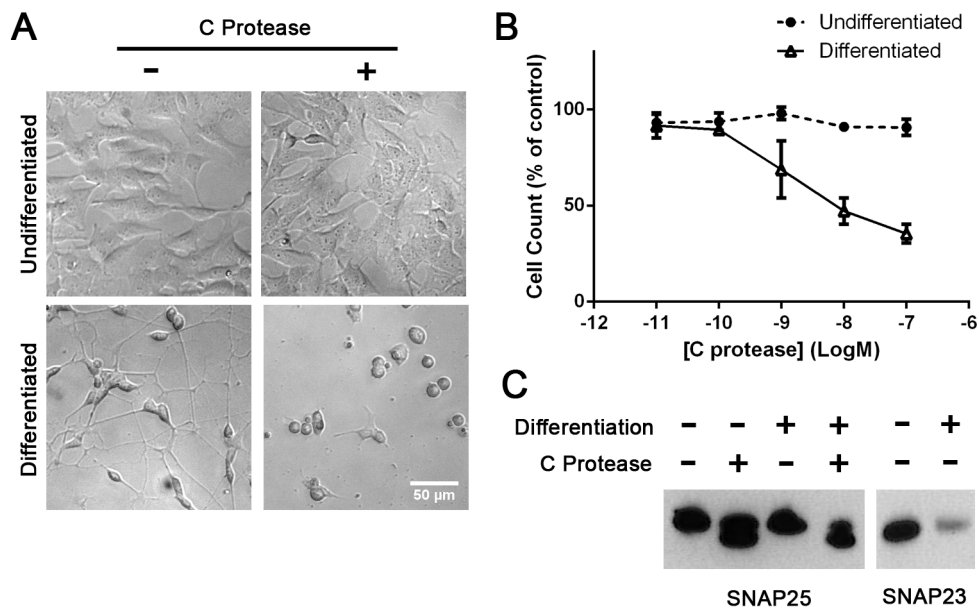 A
C Protease
- +
Undifferentiated
Differentiated
50 µm
B
Undifferentiated
Differentiated
Cell Count (% of control)
100
50
0
-12 -11 -10 -9 -8 -7 -6
[C protease] (LogM)
C
Differentiation - - + + - +
C Protease - + - + - -
SNAP25 SNAP23